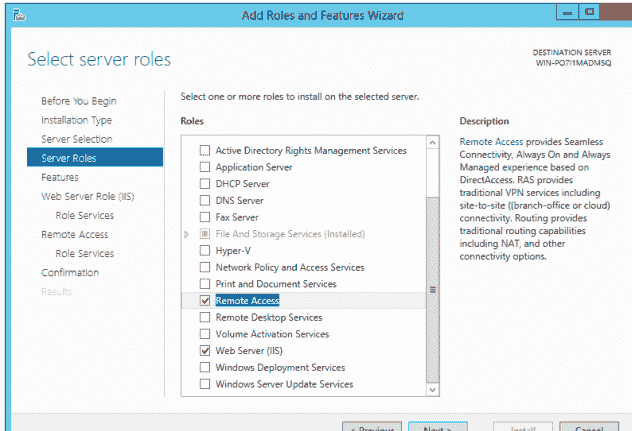 Add Roles and Features Wizard
Select server roles
DESTINATION SERVER
WIN-PO7I1MADMSQ
Before You Begin
Installation Type
Server Selection
Server Roles
Features
Web Server Role (IIS)
Role Services
Remote Access
Role Services
Confirmation
Results
Select one or more roles to install on the selected server.
Roles
Active Directory Rights Management Services
Application Server
DHCP Server
DNS Server
Fax Server
File And Storage Services (Installed)
Hyper-V
Network Policy and Access Services
Print and Document Services
Remote Access
Remote Desktop Services
Volume Activation Services
Web Server (IIS)
Windows Deployment Services
Windows Server Update Services
Description
Remote Access provides Seamless
Connectivity, Always On and Always
Managed experience based on
DirectAccess. RAS provides
traditional VPN services including
site-to-site ((branch-office or cloud)
connectivity. Routing provides
traditional routing capabilities
including NAT, and other
connectivity options.
< Previous
Next >
Install
Cancel